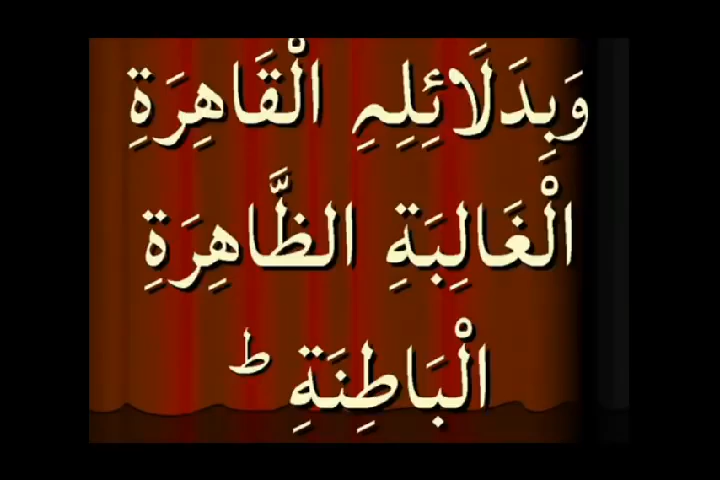 وَبِدَلَائِلِہِ الْقَاهِرَةِ
الْغَالِبَةِ الظَّاهِرَةِ
الْبَاطِنَةِ ؕ